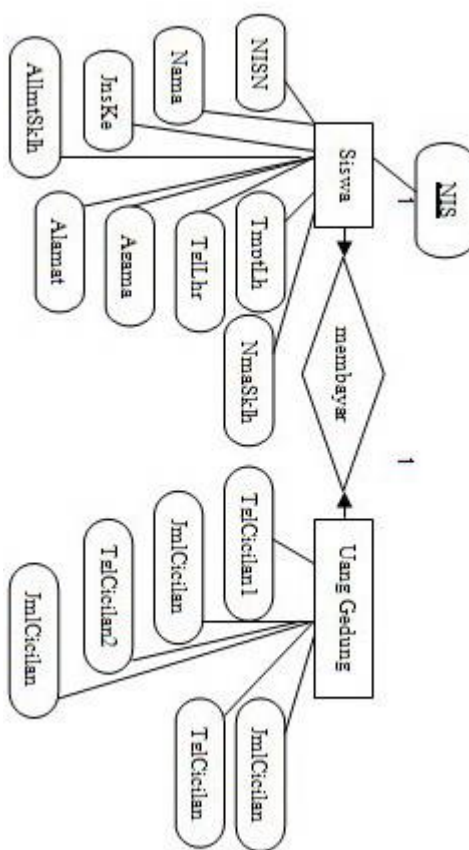 NIS
1
1
Siswa
membayar
Uang Gedung
NISN
TmptLh
NmaSklh
TglCicilan1
JmlCicilan
Nama
TglLhr
JmlCicilan
TglCicilan
JnsKe
Agama
TglCicilan2
AllmtSklh
Alamat
JmlCicilan